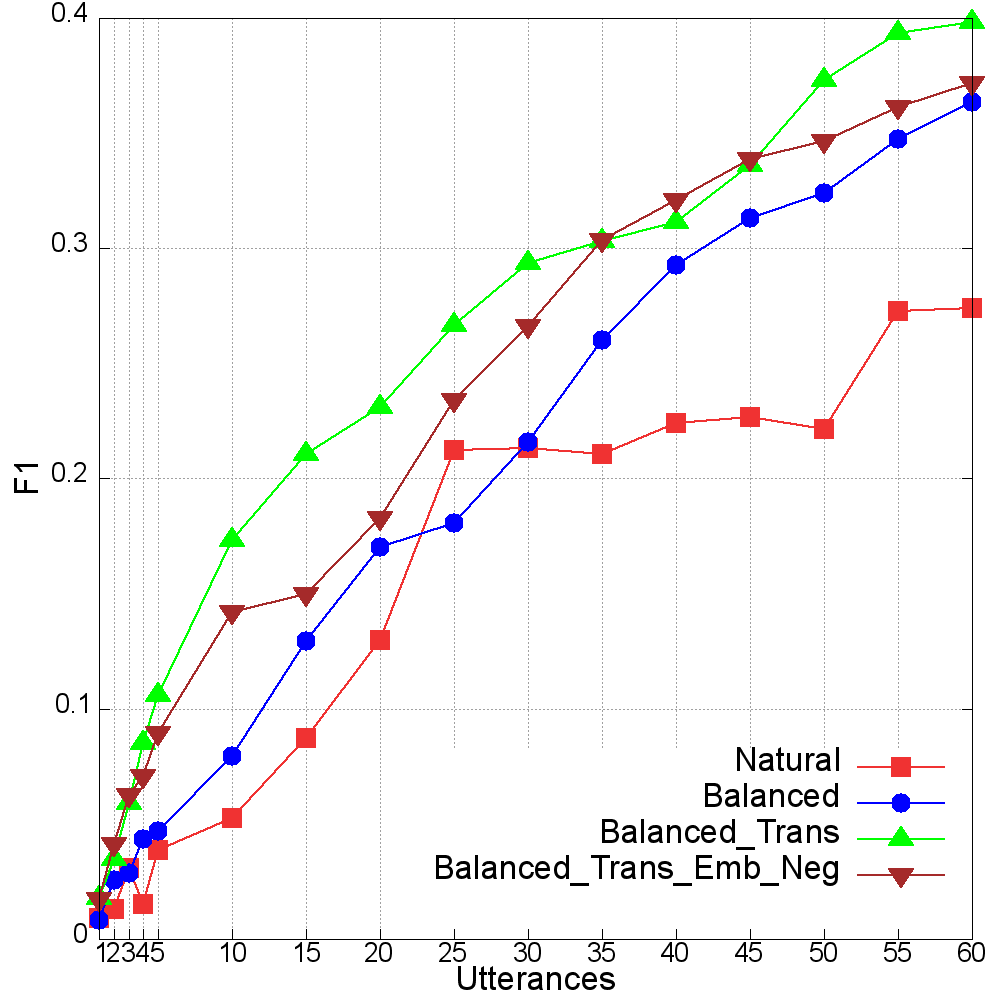 0.4
0.3
0.2
0.1
0
F1
1 2 3 4 5 10 15 20 25 30 35 40 45 50 55 60
Utterances
Natural
Balanced
Balanced_Trans
Balanced_Trans_Emb_Neg